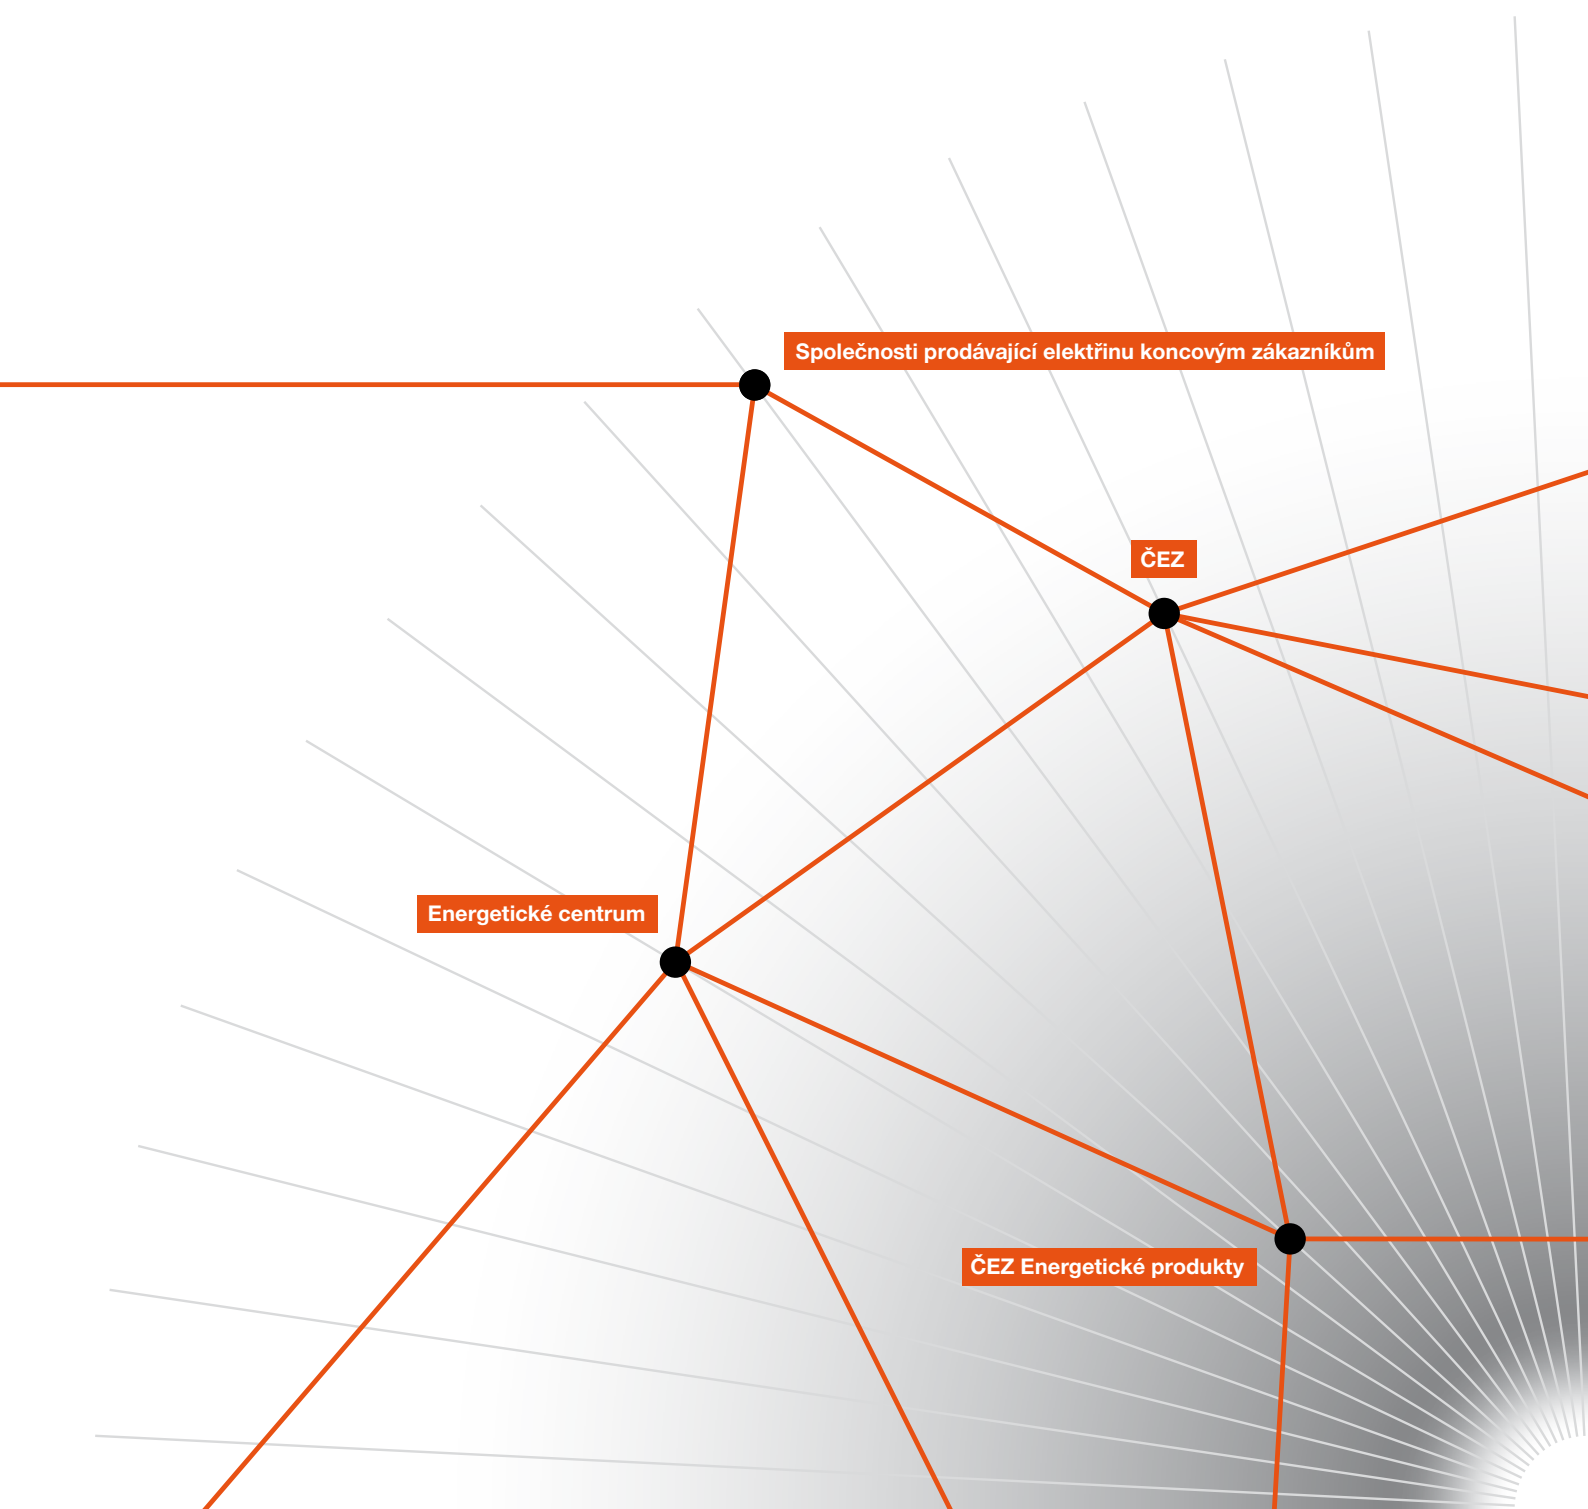 Společnosti prodávající elektřinu koncovým zákazníkům
ČEZ
Energetické centrum
ČEZ Energetické produkty